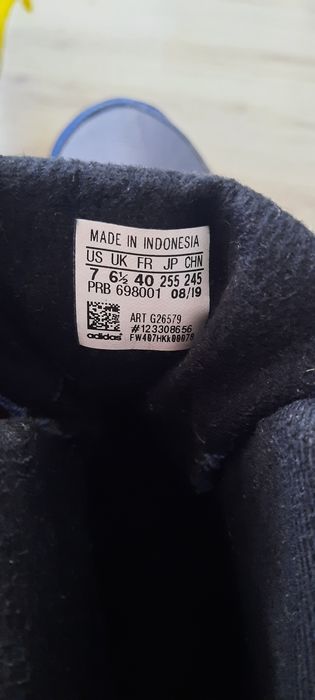 MADE IN INDONESIA
US UK FR JP CHN
7 6½ 40 255 245
PRB 698001 08/19
ART G26579
#123308656
adidas FW407HKk00078